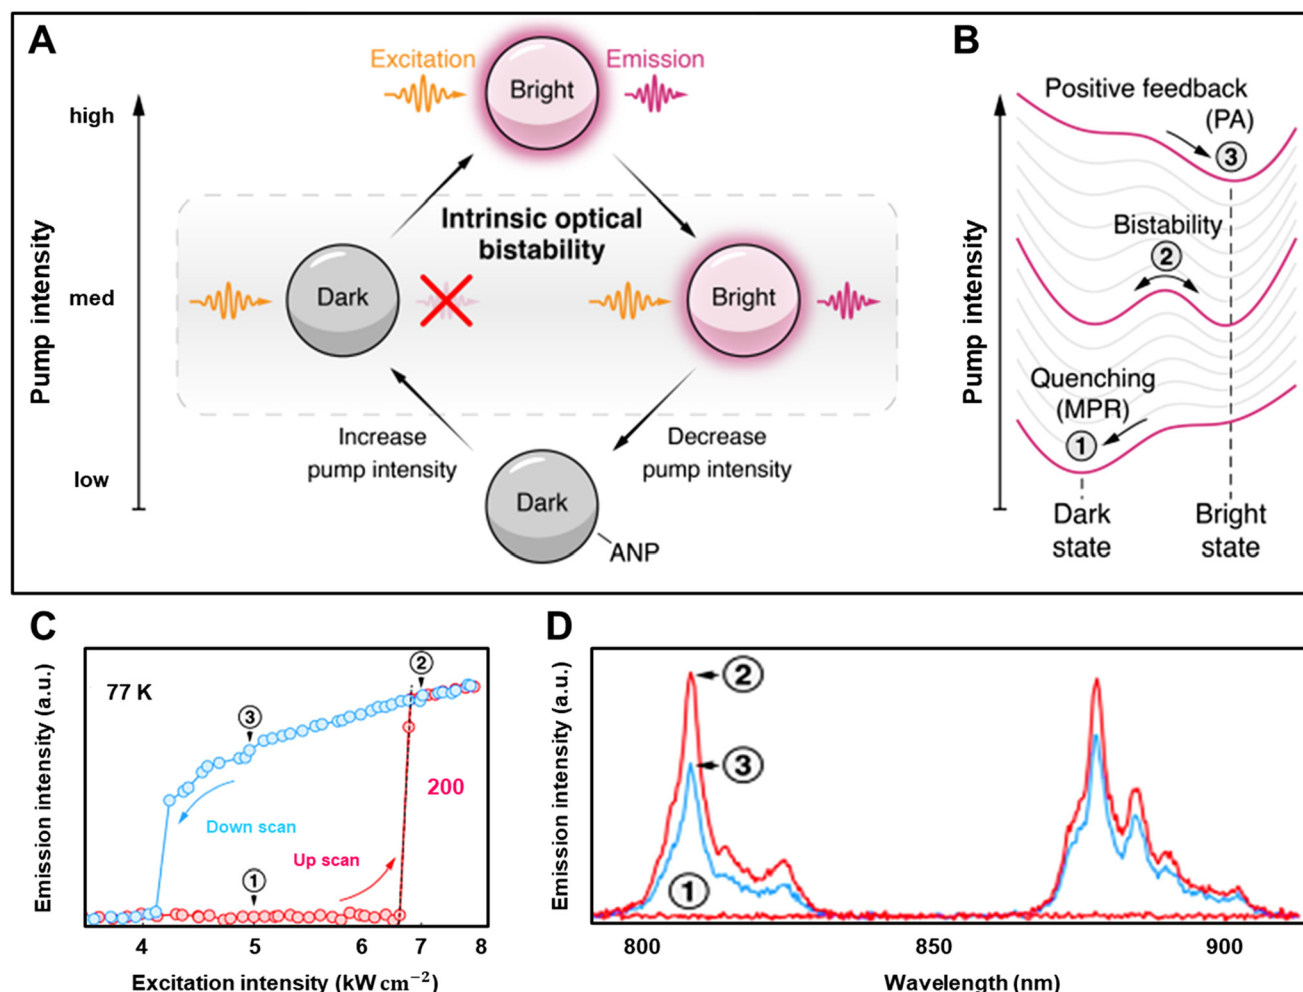 A
Excitation
Emission
Bright
high
Pump intensity
Intrinsic optical
bistability
med
Dark
Bright
Increase
pump intensity
Decrease
pump intensity
low
Dark
ANP
B
Positive feedback
(PA)
3
Bistability
2
Pump intensity
Quenching
(MPR)
1
Dark
state
Bright
state
C
77 K
2
3
200
Down scan
Up scan
1
Emission intensity (a.u.)
4 5 6 7 8
Excitation intensity (kW cm⁻²)
D
2
3
1
Emission intensity (a.u.)
800 850 900
Wavelength (nm)